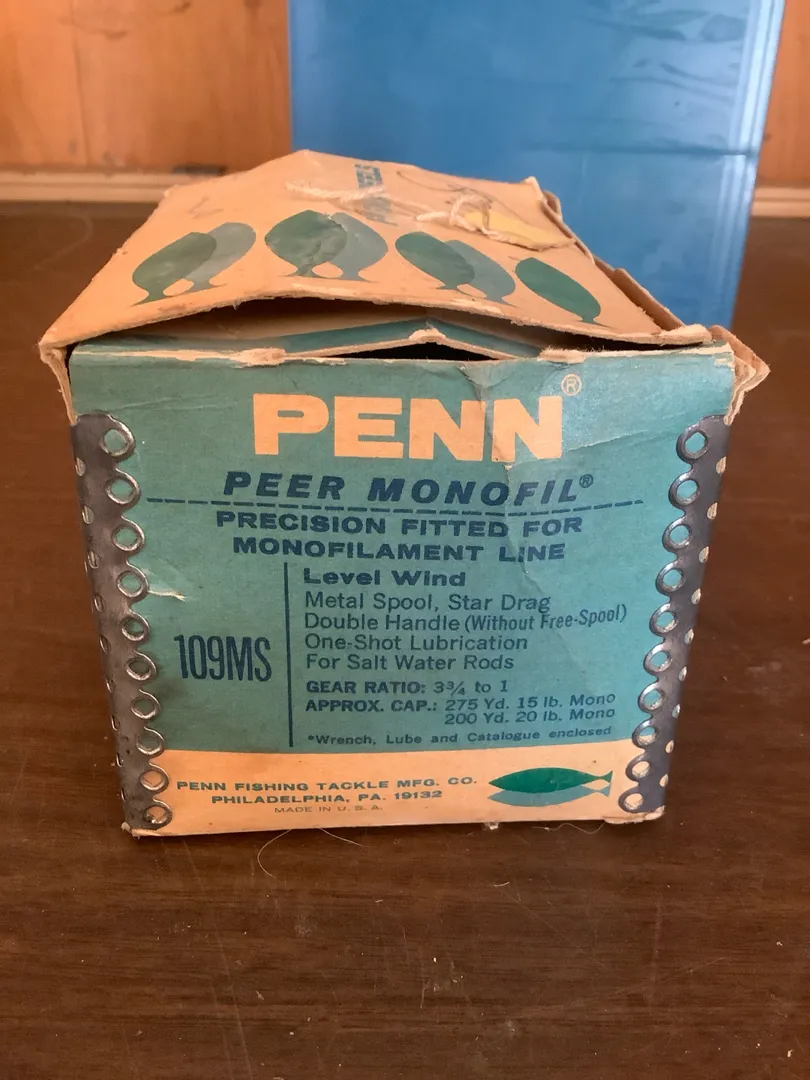 REELS
PENN®
PEER MONOFIL®
PRECISION FITTED FOR
MONOFILAMENT LINE
109MS
Level Wind
Metal Spool, Star Drag
Double Handle (Without Free-Spool)
One-Shot Lubrication
For Salt Water Rods
GEAR RATIO: 3¾ to 1
APPROX. CAP.: 275 Yd. 15 lb. Mono
200 Yd. 20 lb. Mono
*Wrench, Lube and Catalogue enclosed
PENN FISHING TACKLE MFG. CO.
PHILADELPHIA, PA. 19132
MADE IN U. S. A.